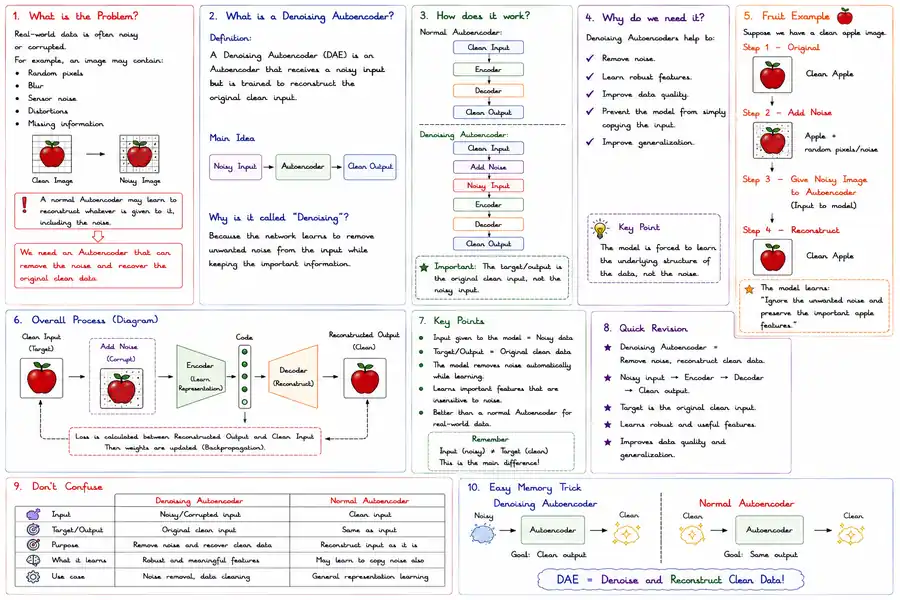 1. What is the Problem?
Real-world data is often noisy
or corrupted.
For example, an image may contain:
• Random pixels
• Blur
• Sensor noise
• Distortions
• Missing information
Clean Image
Noisy Image
! A normal Autoencoder may learn to
reconstruct whatever is given to it,
including the noise.
We need an Autoencoder that can
remove the noise and recover the
original clean data.
2. What is a Denoising Autoencoder?
Definition:
A Denoising Autoencoder (DAE) is an
Autoencoder that receives a noisy input
but is trained to reconstruct the
original clean input.
Main Idea
Noisy Input
Autoencoder
Clean Output
Why is it called "Denoising"?
Because the network learns to remove
unwanted noise from the input while
keeping the important information.
3. How does it work?
Normal Autoencoder:
Clean Input
Encoder
Decoder
Clean Output
Denoising Autoencoder:
Clean Input
Add Noise
Noisy Input
Encoder
Decoder
Clean Output
Important: The target/output is
the original clean input, not the
noisy input.
4. Why do we need it?
Denoising Autoencoders help to:
✓ Remove noise.
✓ Learn robust features.
✓ Improve data quality.
✓ Prevent the model from simply
copying the input.
✓ Improve generalization.
Key Point
The model is forced to learn
the underlying structure of
the data, not the noise.
5. Fruit Example
Suppose we have a clean apple image.
Step 1 - Original
Clean Apple
Step 2 - Add Noise
Apple +
random pixels/noise
Step 3 - Give Noisy Image
to Autoencoder
(Input to model)
Step 4 - Reconstruct
Clean Apple
The model learns:
"Ignore the unwanted noise and
preserve the important apple
features."
6. Overall Process (Diagram)
Clean Input
(Target)
Add Noise
(Corrupt)
Encoder
(Learn
Representation)
Code
Decoder
(Reconstruct)
Reconstructed Output
(Clean)
Loss is calculated between Reconstructed Output and Clean Input
Then weights are updated (Backpropagation).
7. Key Points
• Input given to the model = Noisy data
• Target/Output = Original clean data
• The model removes noise automatically
while learning.
• Learns important features that are
insensitive to noise.
• Better than a normal Autoencoder for
real-world data.
Remember
Input (noisy) ≠ Target (clean)
This is the main difference!
8. Quick Revision
★ Denoising Autoencoder =
Remove noise, reconstruct clean data.
★ Noisy input → Encoder → Decoder
→ Clean output.
★ Target is the original clean input.
★ Learns robust and useful features.
★ Improves data quality and
generalization.
9. Don't Confuse
Denoising Autoencoder Normal Autoencoder
Input Noisy/Corrupted input Clean input
Target/Output Original clean input Same as input
Purpose Remove noise and recover clean data Reconstruct input as it is
What it learns Robust and meaningful features May learn to copy noise also
Use case Noise removal, data cleaning General representation learning
10. Easy Memory Trick
Denoising Autoencoder
Noisy
Autoencoder
Clean
Goal: Clean output
Normal Autoencoder
Clean
Autoencoder
Clean
Goal: Same output
DAE = Denoise and Reconstruct Clean Data!